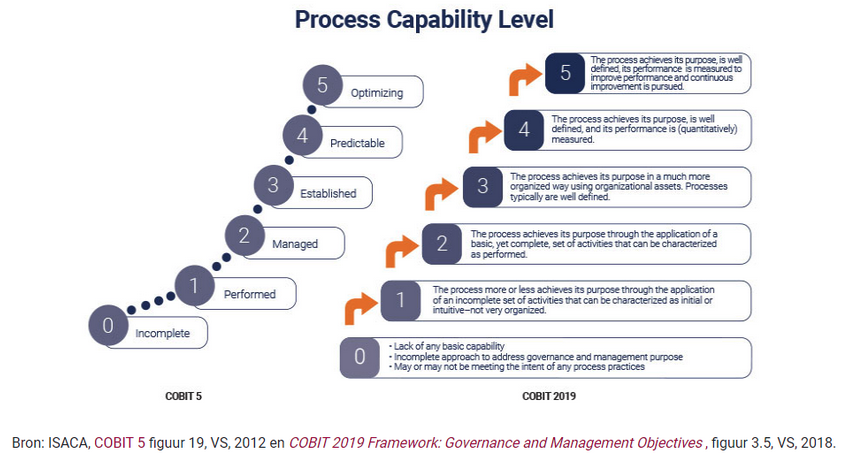 Process Capability Level
5
Optimizing
4
Predictable
3
Established
2
Managed
1
Performed
0
Incomplete
COBIT 5
5
The process achieves its purpose, is well
defined, its performance is measured to
improve performance and continuous
improvement is pursued.
4
The process achieves its purpose, is well
defined, and its performance is (quantitatively)
measured.
3
The process achieves its purpose in a much more
organized way using organizational assets. Processes
typically are well defined.
2
The process achieves its purpose through the application of a
basic, yet complete, set of activities that can be characterized
as performed.
1
The process more or less achieves its purpose through the application
of an incomplete set of activities that can be characterized as initial or
intuitive–not very organized.
0
• Lack of any basic capability
• Incomplete approach to address governance and management purpose
• May or may not be meeting the intent of any process practices
COBIT 2019
Bron: ISACA, COBIT 5 figuur 19, VS, 2012 en COBIT 2019 Framework: Governance and Management Objectives , figuur 3.5, VS, 2018.